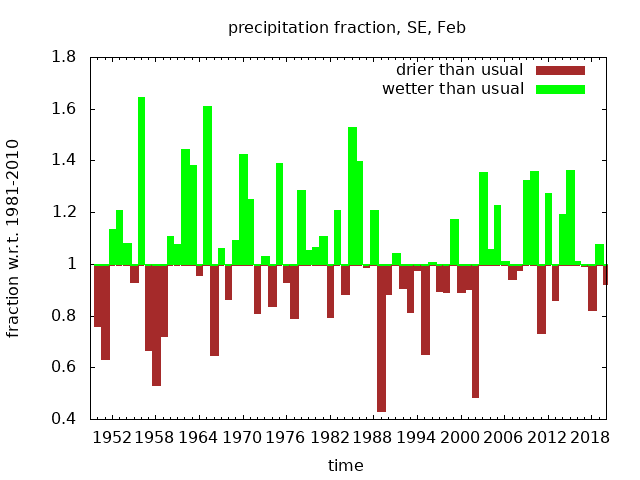 precipitation fraction, SE, Feb
drier than usual
wetter than usual
1.8
1.6
1.4
1.2
1
0.8
0.6
0.4
fraction w.r.t. 1981-2010
1952 1958 1964 1970 1976 1982 1988 1994 2000 2006 2012 2018
time